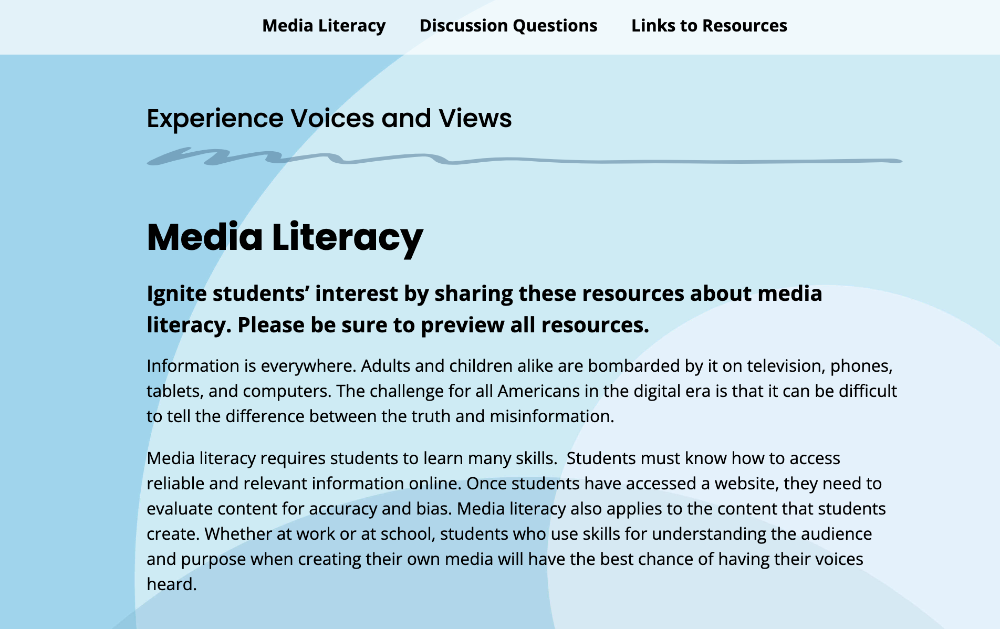 Media Literacy Discussion Questions Links to Resources
Experience Voices and Views
Media Literacy
Ignite students’ interest by sharing these resources about media
literacy. Please be sure to preview all resources.
Information is everywhere. Adults and children alike are bombarded by it on television, phones,
tablets, and computers. The challenge for all Americans in the digital era is that it can be difficult
to tell the difference between the truth and misinformation.
Media literacy requires students to learn many skills.  Students must know how to access
reliable and relevant information online. Once students have accessed a website, they need to
evaluate content for accuracy and bias. Media literacy also applies to the content that students
create. Whether at work or at school, students who use skills for understanding the audience
and purpose when creating their own media will have the best chance of having their voices
heard.